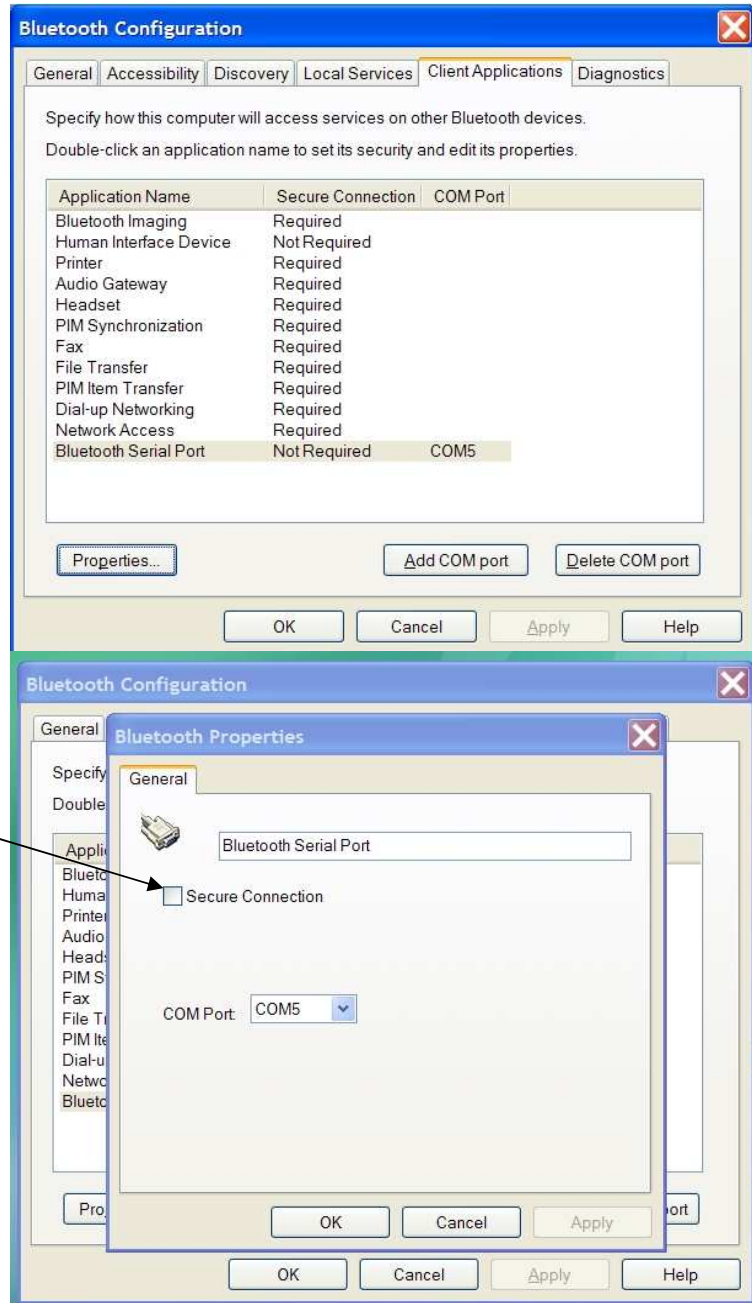 Bluetooth Configuration
General Accessibility Discovery Local Services Client Applications Diagnostics
Specify how this computer will access services on other Bluetooth devices.
Double-click an application name to set its security and edit its properties.
Application Name Secure Connection COM Port
Bluetooth Imaging Required
Human Interface Device Not Required
Printer Required
Audio Gateway Required
Headset Required
PIM Synchronization Required
Fax Required
File Transfer Required
PIM Item Transfer Required
Dial-up Networking Required
Network Access Required
Bluetooth Serial Port Not Required COM5
Properties... Add COM port Delete COM port
OK Cancel Apply Help
Bluetooth Configuration
General
Bluetooth Properties
Specify
General
Double
Bluetooth Serial Port
Appli
Blueto
Huma
Secure Connection
Printer
Audio
Heads
PIM S
Fax
COM Port: COM5
File Tr
PIM Ite
Dial-u
Netwo
Blueto
Pro
ort
OK Cancel Apply
OK Cancel Apply Help